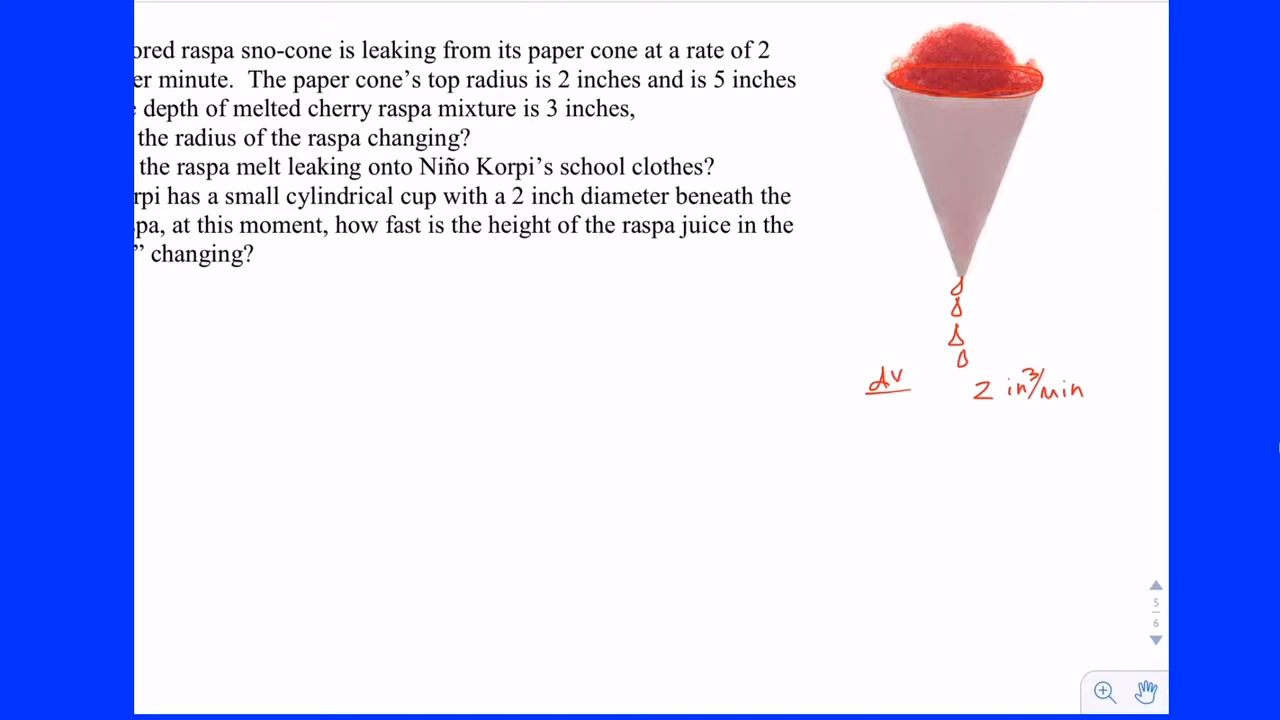 ored raspa sno-cone is leaking from its paper cone at a rate of 2
er minute. The paper cone's top radius is 2 inches and is 5 inches
depth of melted cherry raspa mixture is 3 inches,
the radius of the raspa changing?
the raspa melt leaking onto Niño Korpi's school clothes?
rpi has a small cylindrical cup with a 2 inch diameter beneath the
pa, at this moment, how fast is the height of the raspa juice in the
” changing?
dV 2 in³/min
5
6